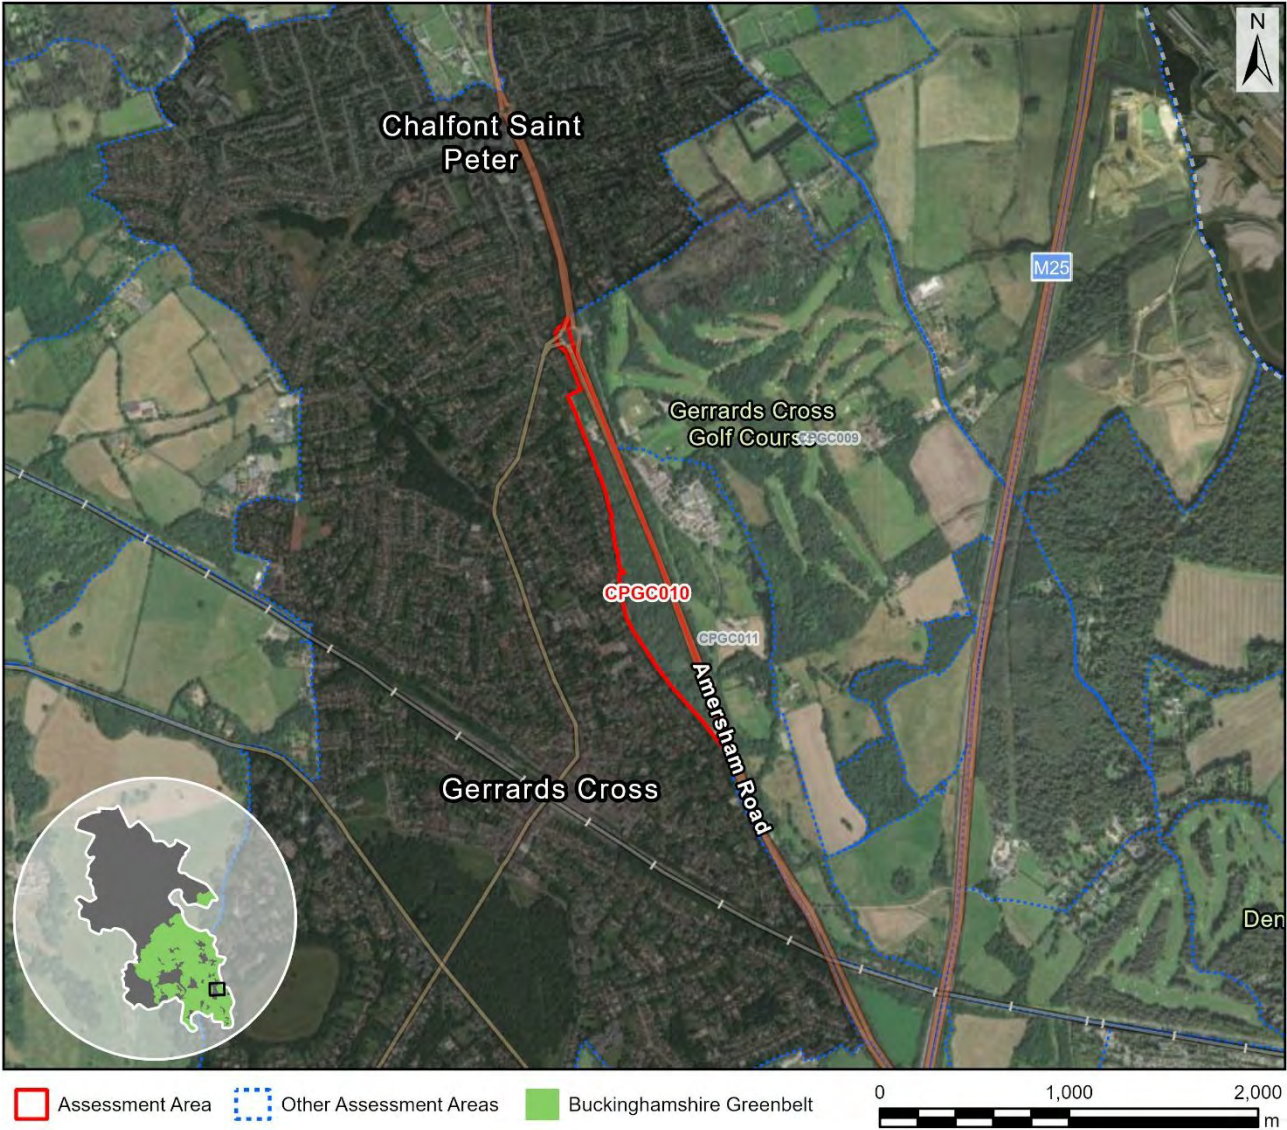 N
Chalfont Saint
Peter
M25
Gerrards Cross
Golf Course
CPGC009
CPGC010
CPGC011
Amersham Road
Gerrards Cross
Den
Assessment Area
Other Assessment Areas
Buckinghamshire Greenbelt
0 1,000 2,000
m